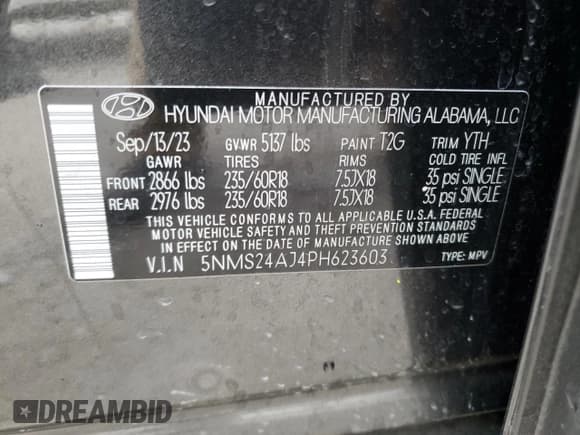 MANUFACTURED BY
HYUNDAI MOTOR MANUFACTURING ALABAMA, LLC
Sep/13/23 GVWR 5137 lbs PAINT T2G TRIM YTH
GAWR TIRES RIMS COLD TIRE INFL
FRONT 2866 lbs 235/60R18 7.5JX18 35 psi SINGLE
REAR 2976 lbs 235/60R18 7.5JX18 35 psi SINGLE
THIS VEHICLE CONFORMS TO ALL APPLICABLE U.S.A. FEDERAL
MOTOR VEHICLE SAFETY AND THEFT PREVENTION STANDARDS
IN EFFECT ON THE DATE OF MANUFACTURE SHOWN ABOVE.
V.I.N 5NMS24AJ4PH623603 TYPE: MPV
DREAMBID